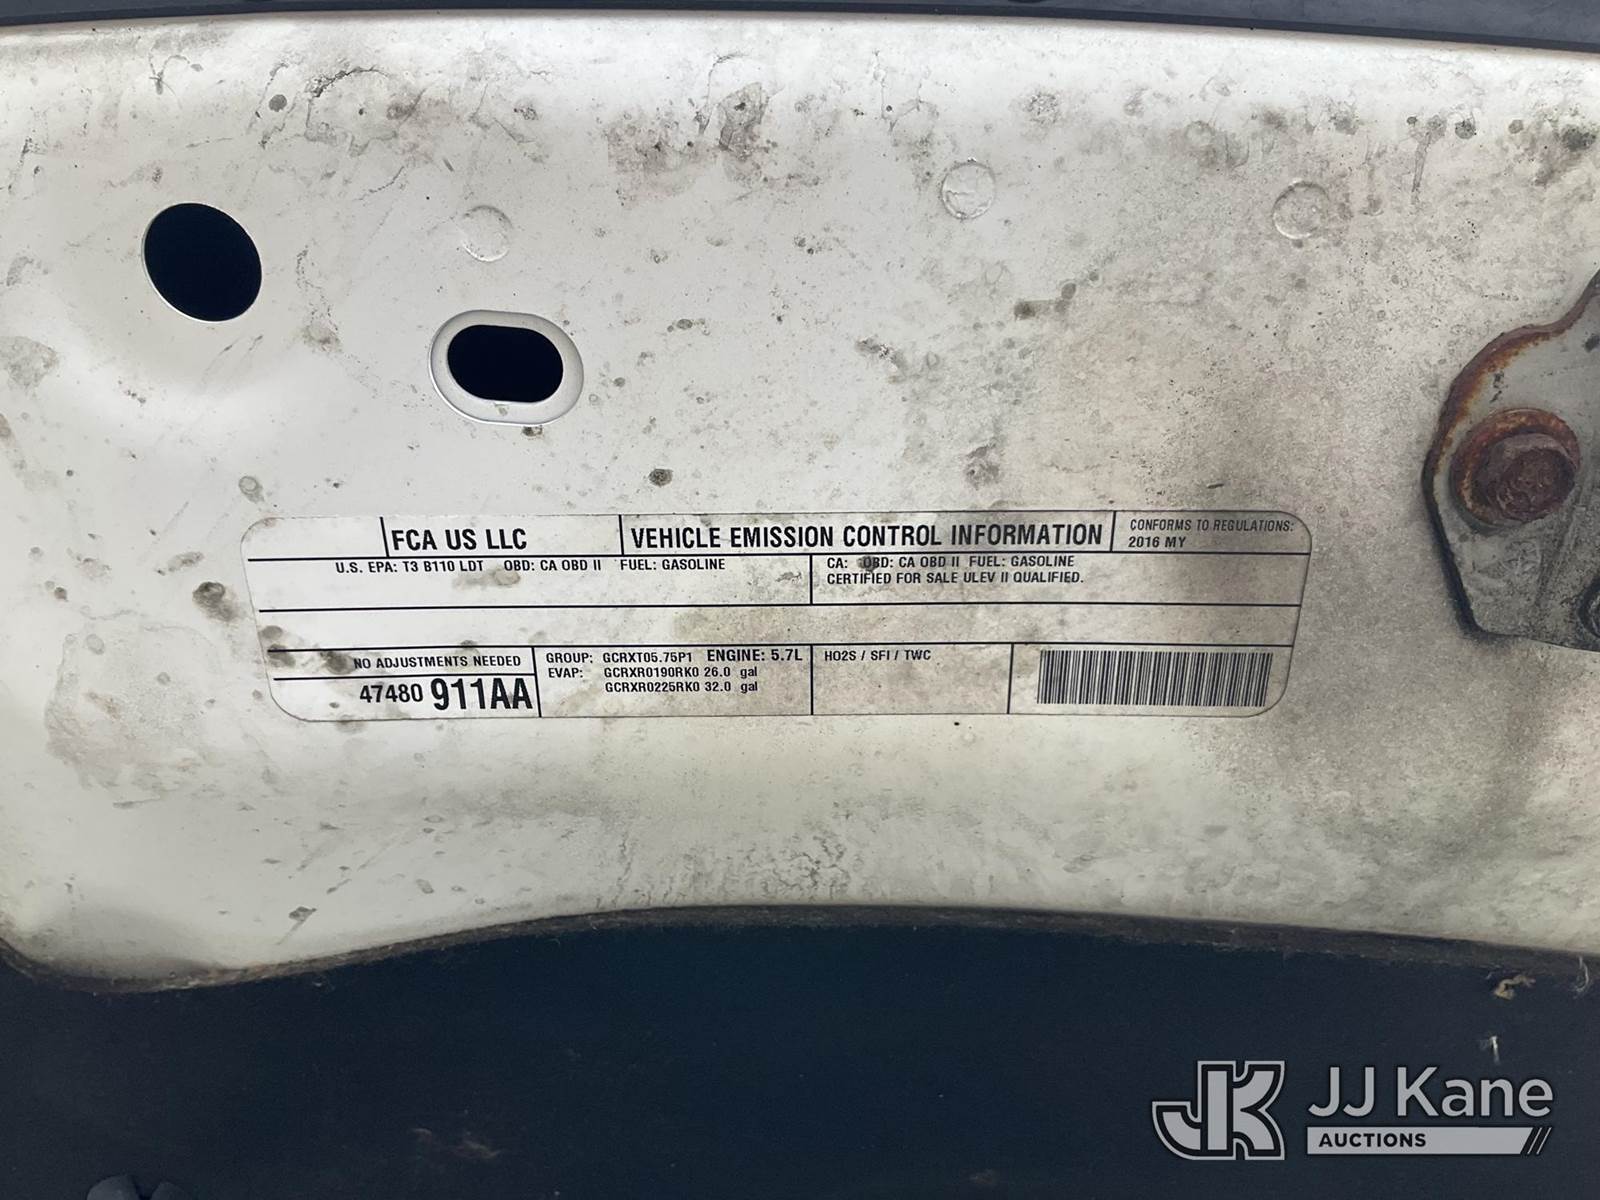 FCA US LLC
VEHICLE EMISSION CONTROL INFORMATION
CONFORMS TO REGULATIONS:
2016 MY
U.S. EPA: T3 B110 LDT OBD: CA OBD II FUEL: GASOLINE
CA: OBD: CA OBD II FUEL: GASOLINE
CERTIFIED FOR SALE ULEV II QUALIFIED.
NO ADJUSTMENTS NEEDED
47480 911AA
GROUP: GCRXT05.75P1 ENGINE: 5.7L
EVAP: GCRXR0190RK0 26.0 gal
GCRXR0225RK0 32.0 gal
HO2S / SFI / TWC
JK JJ Kane
AUCTIONS